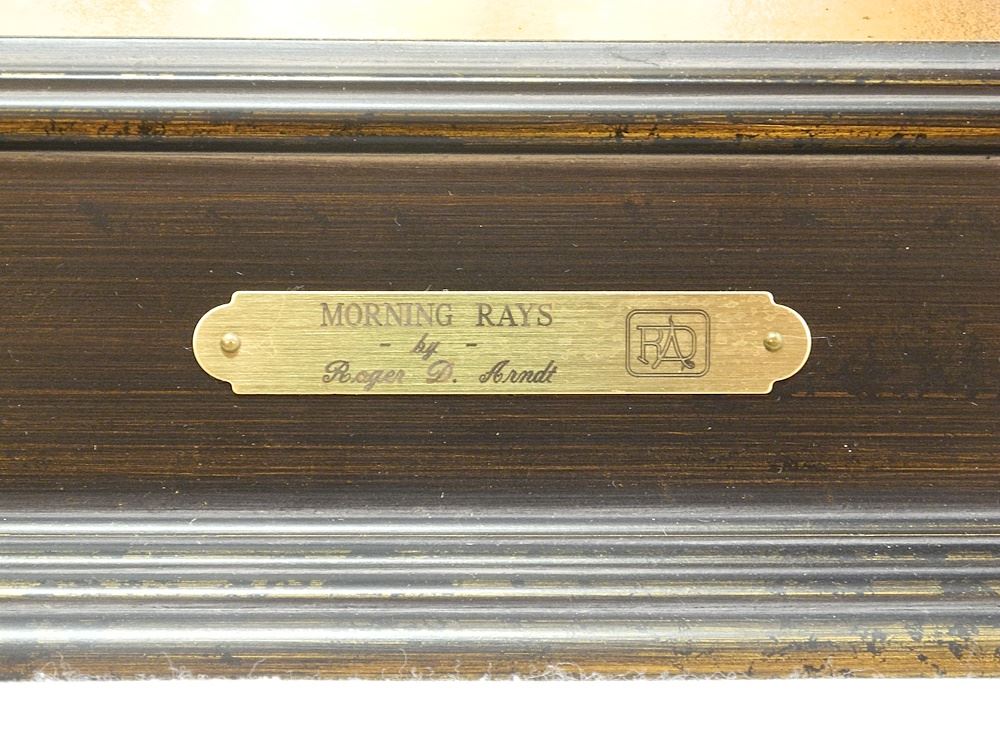 MORNING RAYS
- by -
Roger D. Arndt
RAD